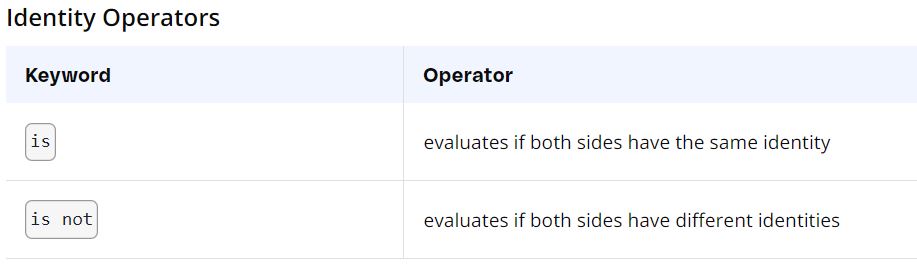 Identity Operators
Keyword Operator
is evaluates if both sides have the same identity
is not evaluates if both sides have different identities